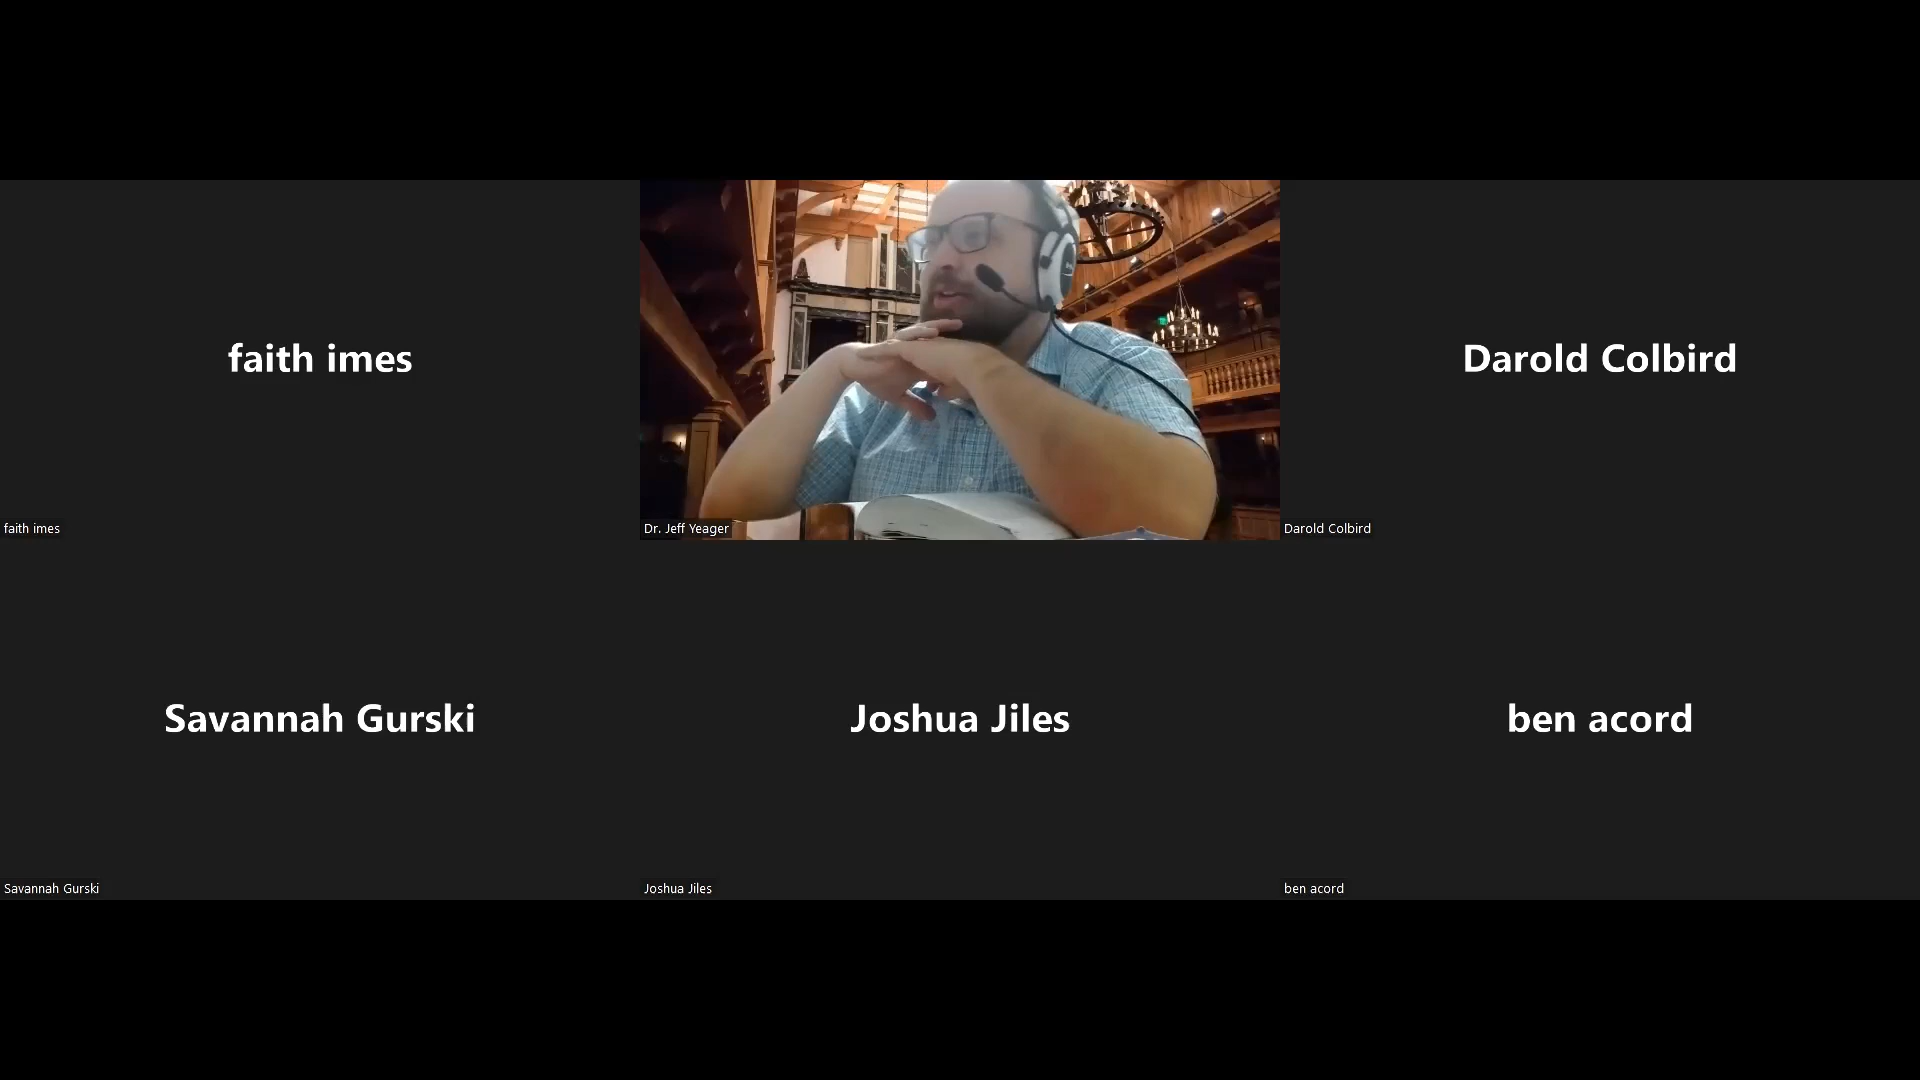 faith imes
Darold Colbird
faith imes
Dr. Jeff Yeager
Darold Colbird
Savannah Gurski
Joshua Jiles
ben acord
Savannah Gurski
Joshua Jiles
ben acord